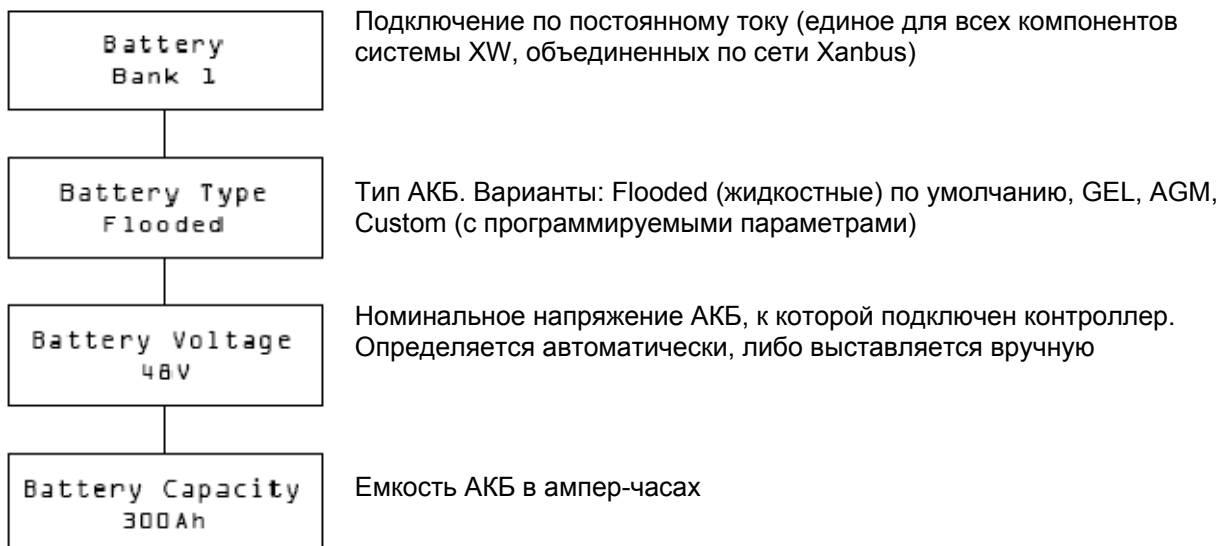 Battery
Bank 1
Подключение по постоянному току (единое для всех компонентов
системы XW, объединенных по сети Xanbus)
Battery Type
Flooded
Тип АКБ. Варианты: Flooded (жидкостные) по умолчанию, GEL, AGM,
Custom (с программируемыми параметрами)
Battery Voltage
48V
Номинальное напряжение АКБ, к которой подключен контроллер.
Определяется автоматически, либо выставляется вручную
Battery Capacity
300Ah
Емкость АКБ в ампер-часах